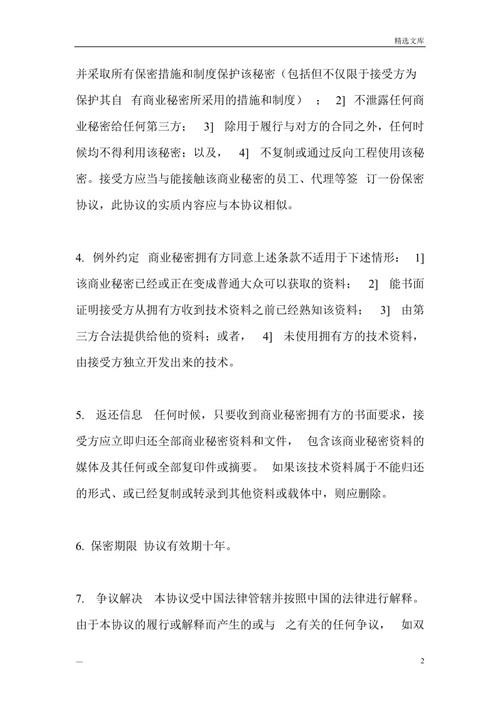 精选文库
并采取所有保密措施和制度保护该秘密（包括但不仅限于接受方为
保护其自 有商业秘密所采用的措施和制度） ； 2] 不泄露任何商
业秘密给任何第三方； 3] 除用于履行与对方的合同之外，任何时
候均不得利用该秘密；以及， 4] 不复制或通过反向工程使用该秘
密。接受方应当与能接触该商业秘密的员工、代理等签 订一份保密
协议，此协议的实质内容应与本协议相似。
4. 例外约定 商业秘密拥有方同意上述条款不适用于下述情形： 1]
该商业秘密已经或正在变成普通大众可以获取的资料； 2] 能书面
证明接受方从拥有方收到技术资料之前已经熟知该资料； 3] 由第
三方合法提供给他的资料；或者， 4] 未使用拥有方的技术资料，
由接受方独立开发出来的技术。
5. 返还信息 任何时候，只要收到商业秘密拥有方的书面要求，接
受方应立即归还全部商业秘密资料和文件， 包含该商业秘密资料的
媒体及其任何或全部复印件或摘要。 如果该技术资料属于不能归还
的形式、或已经复制或转录到其他资料或载体中，则应删除。
6. 保密期限 协议有效期十年。
7. 争议解决 本协议受中国法律管辖并按照中国的法律进行解释。
由于本协议的履行或解释而产生的或与 之有关的任何争议， 如双
— 2